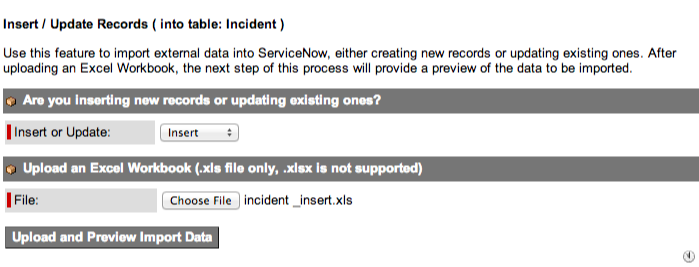 Insert / Update Records ( into table: Incident )
Use this feature to import external data into ServiceNow, either creating new records or updating existing ones. After
uploading an Excel Workbook, the next step of this process will provide a preview of the data to be imported.
Are you inserting new records or updating existing ones?
Insert or Update: Insert
Upload an Excel Workbook (.xls file only, .xlsx is not supported)
File: Choose File incident _insert.xls
Upload and Preview Import Data